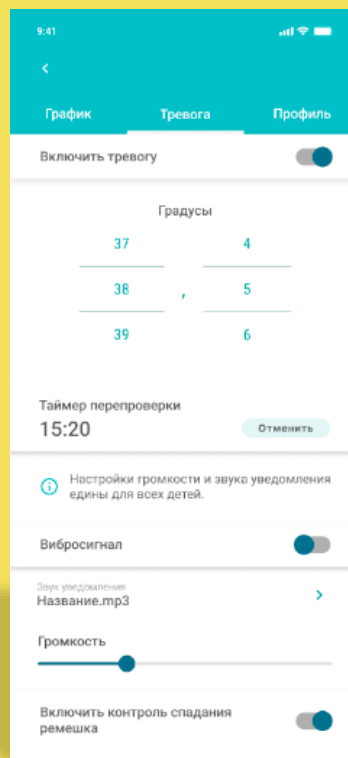 9:41
График Тревога Профиль
Включить тревогу
Градусы
37 4
38 , 5
39 6
Таймер перепроверки
15:20 Отменить
Настройки громкости и звука уведомления
едины для всех детей.
Вибросигнал
Звук уведомления
Название.mp3
Громкость
Включить контроль спадания
ремешка